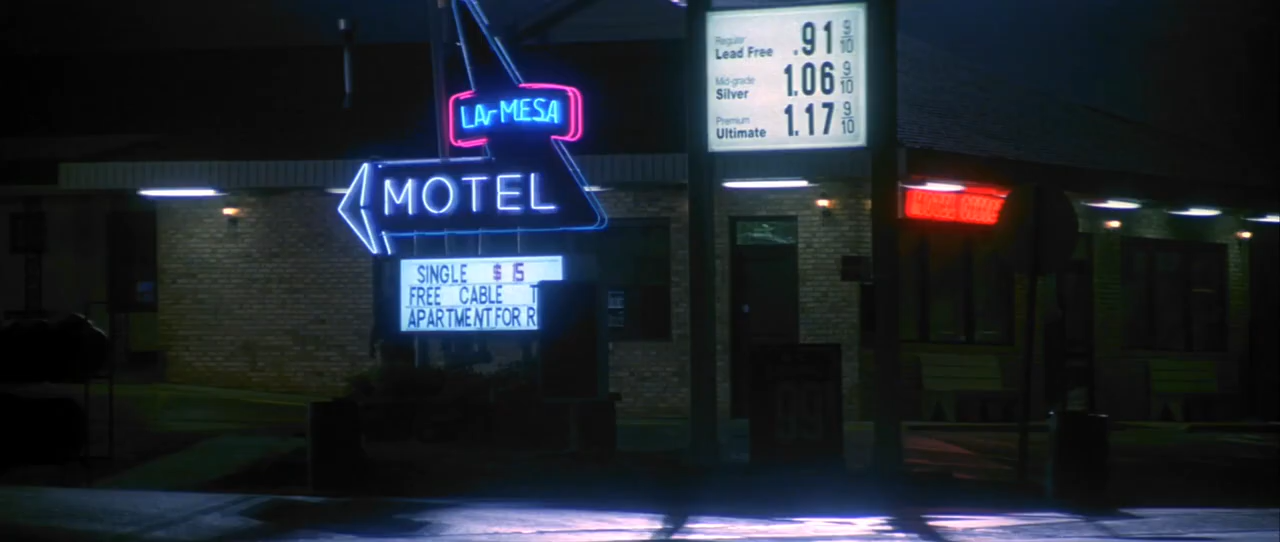 LA MESA
MOTEL
SINGLE $ 15
FREE CABLE T
APARTMENT FOR R
Regular
Lead Free .91 9/10
Mid-grade
Silver 1.06 9/10
Premium
Ultimate 1.17 9/10